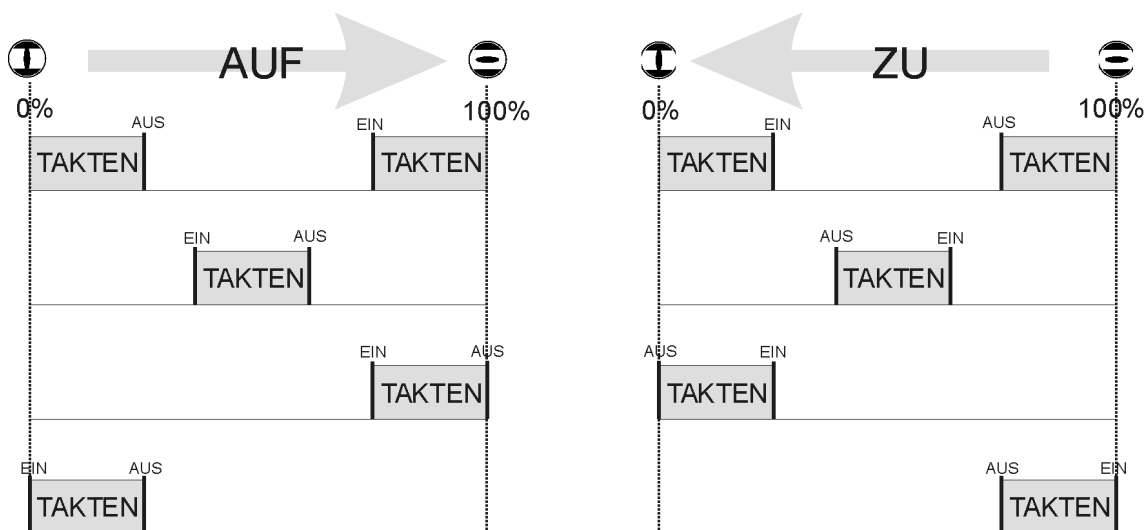 AUF ZU
0% 100% 0% 100%
AUS EIN EIN AUS
TAKTEN TAKTEN TAKTEN TAKTEN
EIN AUS AUS EIN
TAKTEN TAKTEN
EIN AUS AUS EIN
TAKTEN TAKTEN
EIN AUS AUS EIN
TAKTEN TAKTEN